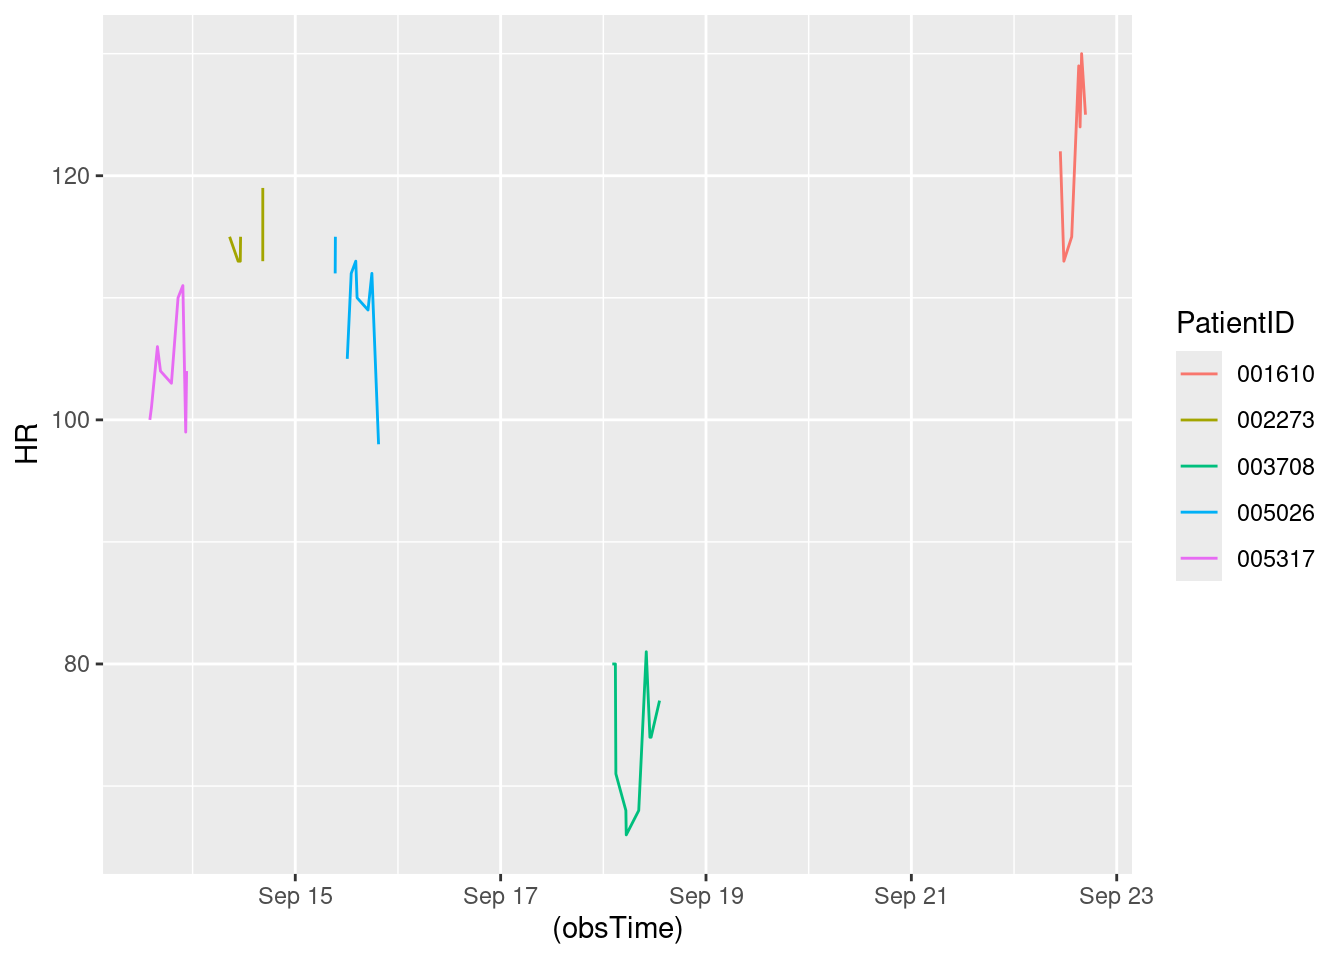 120
100
80
HR
Sep 15
Sep 17
Sep 19
Sep 21
Sep 23
(obsTime)
PatientID
001610
002273
003708
005026
005317